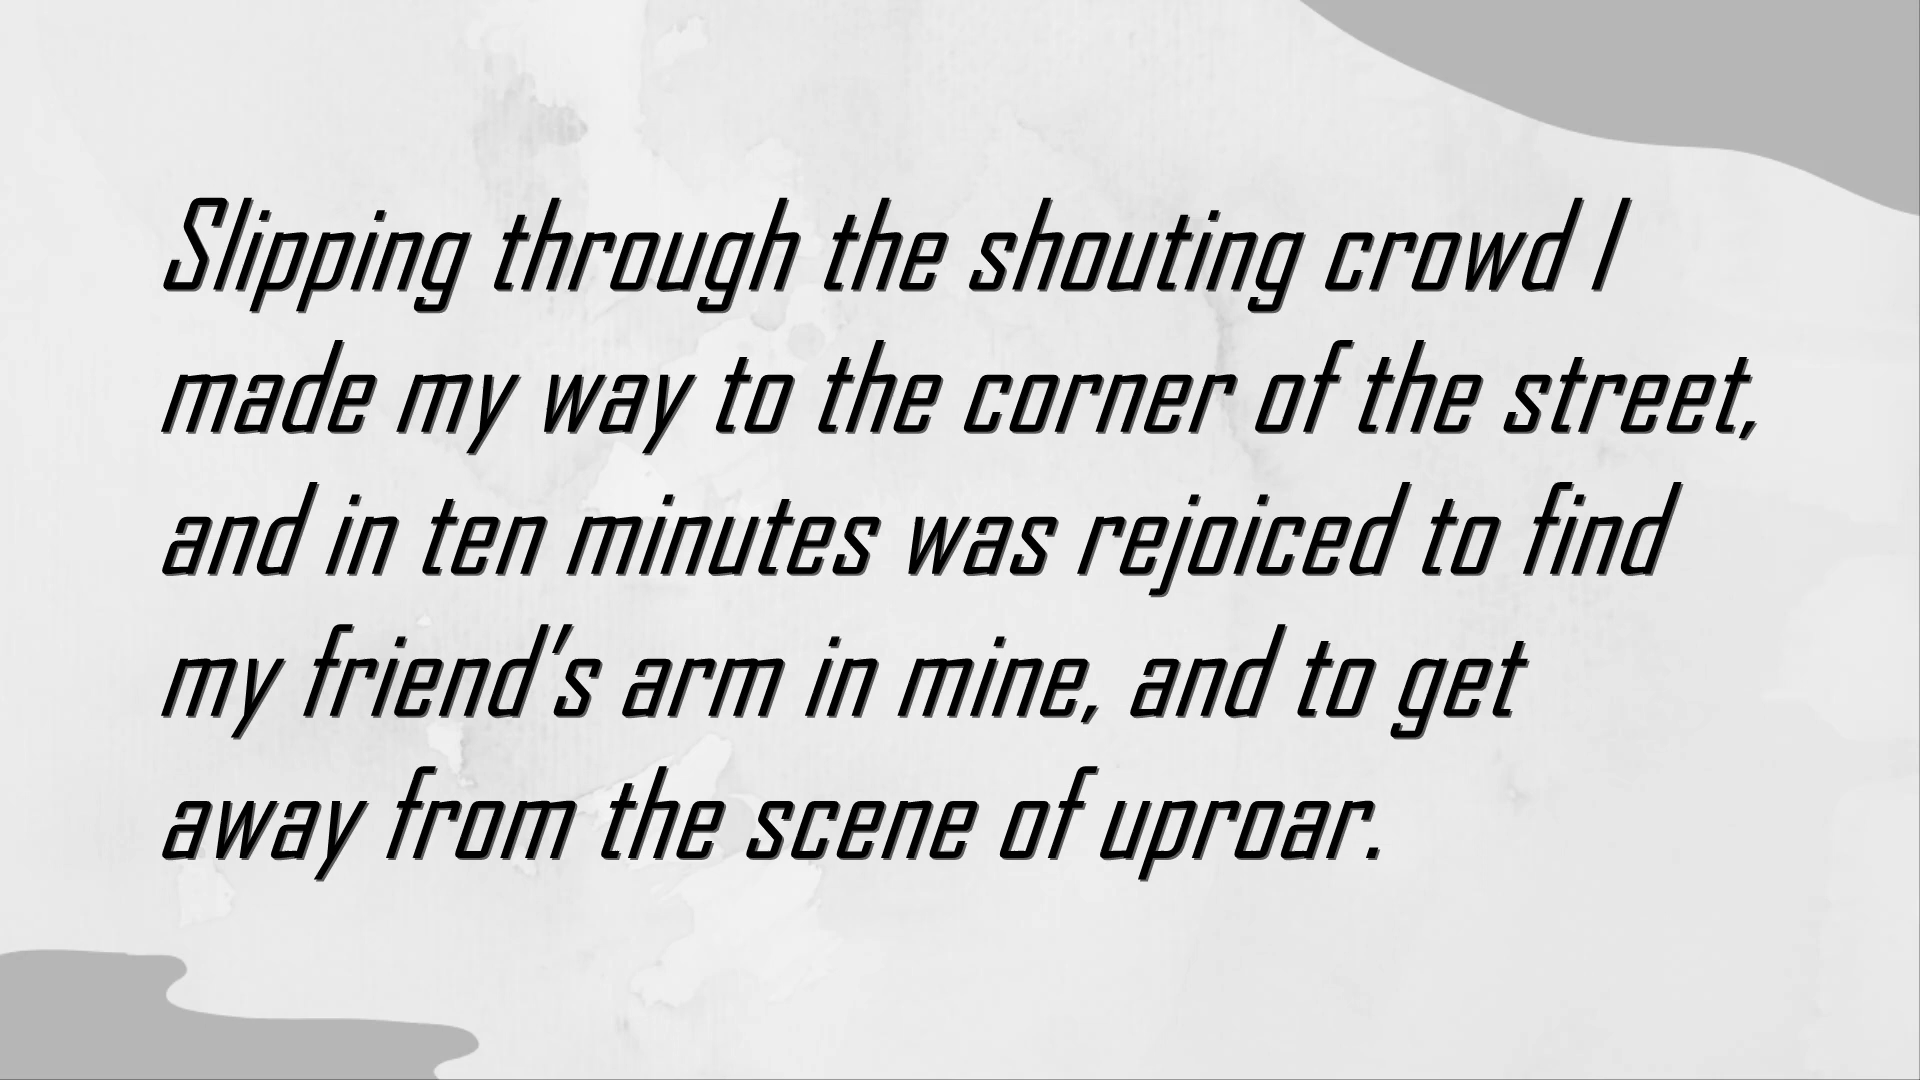 Slipping through the shouting crowd I
made my way to the corner of the street,
and in ten minutes was rejoiced to find
my friend's arm in mine, and to get
away from the scene of uproar.